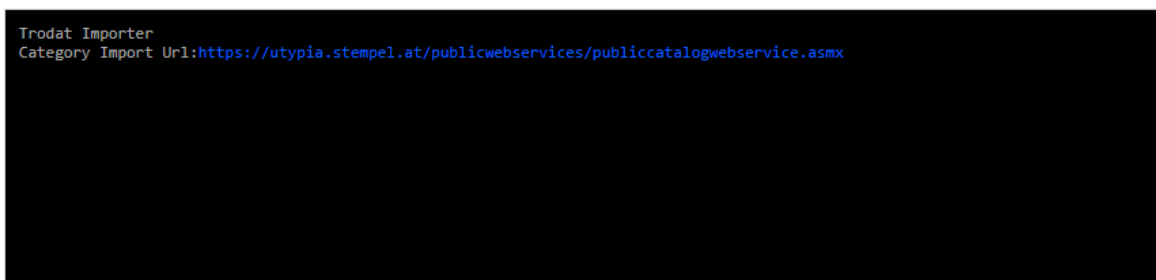 Trodat Importer
Category Import Url:https://utypia.stempel.at/publicwebservices/publiccatalogwebservice.asmx